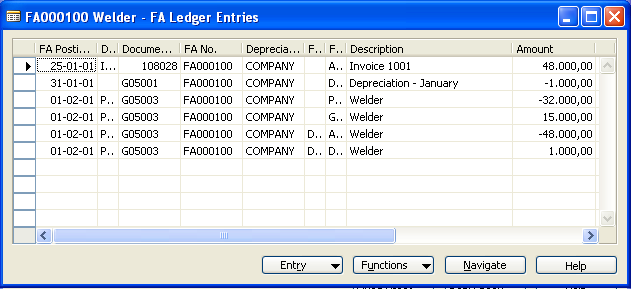 FA000100 Welder - FA Ledger Entries
FA Posti... D.. Docume... FA No. Deprecia... F.. F.. Description Amount
25-01-01 I... 108028 FA000100 COMPANY A.. Invoice 1001 48.000,00
31-01-01 G05001 FA000100 COMPANY D.. Depreciation - January -1.000,00
01-02-01 P.. G05003 FA000100 COMPANY P.. Welder -32.000,00
01-02-01 P.. G05003 FA000100 COMPANY G.. Welder 15.000,00
01-02-01 P.. G05003 FA000100 COMPANY D.. A.. Welder -48.000,00
01-02-01 P.. G05003 FA000100 COMPANY D.. D.. Welder 1.000,00
Entry Functions Navigate Help